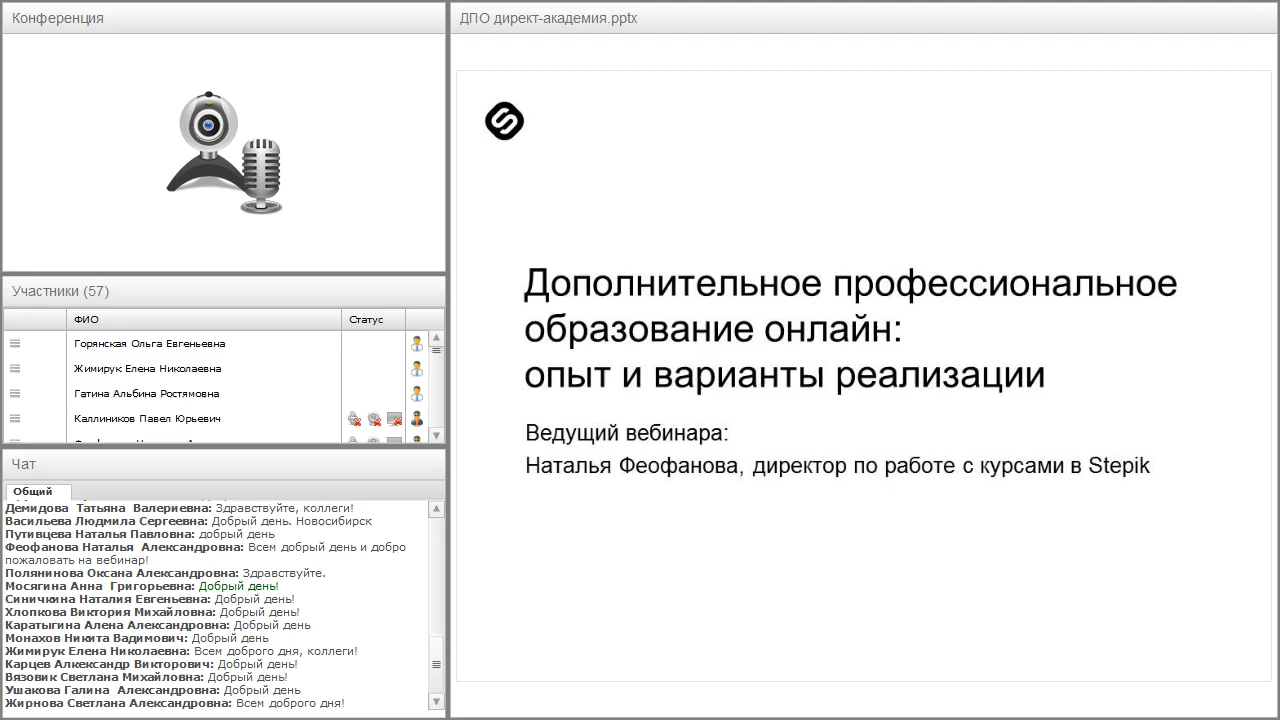 Конференция
ДПО директ-академия.pptx
Дополнительное профессиональное
образование онлайн:
опыт и варианты реализации
Ведущий вебинара:
Наталья Феофанова, директор по работе с курсами в Stepik
Участники (57)
ФИО
Статус
Горянская Ольга Евгеньевна
Жимирук Елена Николаевна
Гатина Альбина Ростямовна
Каллиников Павел Юрьевич
Чат
Общий
Демидова Татьяна Валериевна: Здравствуйте, коллеги!
Васильева Людмила Сергеевна: Добрый день. Новосибирск
Путивцева Наталья Павловна: добрый день
Феофанова Наталья Александровна: Всем добрый день и добро
пожаловать на вебинар!
Полянинова Оксана Александровна: Здравствуйте.
Мосягина Анна Григорьевна: Добрый день!
Синичкина Наталия Евгеньевна: Добрый день!
Хлопкова Виктория Михайловна: Добрый день!
Каратыгина Алена Александровна: Добрый день
Монахов Никита Вадимович: Добрый день
Жимирук Елена Николаевна: Всем доброго дня, коллеги!
Карцев Алкександр Викторович: Добрый день!
Вязовик Светлана Михайловна: Добрый день!
Ушакова Галина Александровна: Добрый день
Жирнова Светлана Александровна: Всем доброго дня!